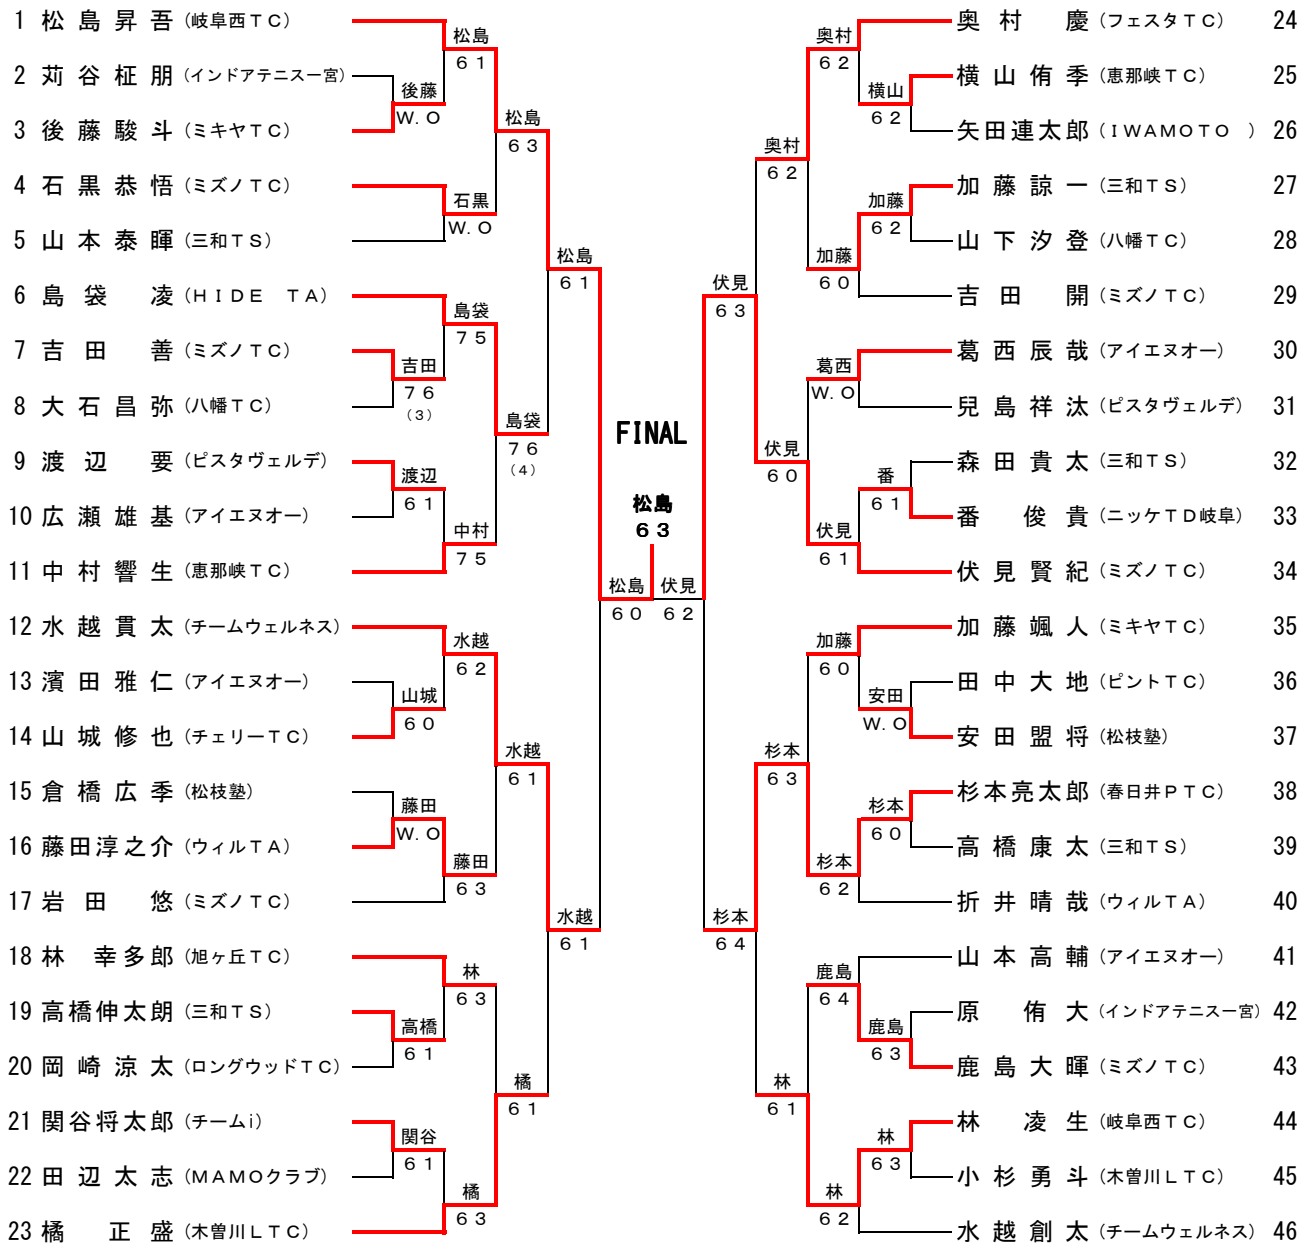 1 松島昇吾 (岐阜西TC)
2 苅谷柾朋 (インドアテニス一宮)
3 後藤駿斗 (ミキヤTC)
4 石黒恭悟 (ミズノTC)
5 山本泰暉 (三和TS)
6 島袋 凌 (HIDE TA)
7 吉田 善 (ミズノTC)
8 大石昌弥 (八幡TC)
9 渡辺 要 (ピスタヴェルデ)
10 広瀬雄基 (アイエヌオー)
11 中村響生 (恵那峡TC)
12 水越貫太 (チームウェルネス)
13 濱田雅仁 (アイエヌオー)
14 山城修也 (チェリーTC)
15 倉橋広季 (松枝塾)
16 藤田淳之介 (ウィルTA)
17 岩田 悠 (ミズノTC)
18 林 幸多郎 (旭ヶ丘TC)
19 高橋伸太朗 (三和TS)
20 岡崎涼太 (ロングウッドTC)
21 関谷将太郎 (チームi)
22 田辺太志 (MAMOクラブ)
23 橘 正盛 (木曽川LTC)
後藤
W.O
吉田
76
(3)
渡辺
61
山城
60
藤田
W.O
高橋
61
関谷
61
松島
61
石黒
W.O
島袋
75
中村
75
水越
62
藤田
63
林
63
橘
63
松島
63
島袋
76
(4)
水越
61
橘
61
松島
61
水越
61
松島
60
FINAL
松島
63
伏見
62
伏見
63
杉本
64
奥村
62
伏見
60
杉本
63
林
61
奥村
62
加藤
60
葛西
W.O
伏見
61
加藤
60
杉本
62
鹿島
64
林
62
横山
62
加藤
62
番
61
安田
W.O
杉本
60
鹿島
63
林
63
奥村 慶 (フェスタTC) 24
横山侑季 (恵那峡TC) 25
矢田連太郎 (IWAMOTO ) 26
加藤諒一 (三和TS) 27
山下汐登 (八幡TC) 28
吉田 開 (ミズノTC) 29
葛西辰哉 (アイエヌオー) 30
兒島祥汰 (ピスタヴェルデ) 31
森田貴太 (三和TS) 32
番 俊貴 (ニッケTD岐阜) 33
伏見賢紀 (ミズノTC) 34
加藤颯人 (ミキヤTC) 35
田中大地 (ピントTC) 36
安田盟将 (松枝塾) 37
杉本亮太郎 (春日井PTC) 38
高橋康太 (三和TS) 39
折井晴哉 (ウィルTA) 40
山本高輔 (アイエヌオー) 41
原 侑大 (インドアテニス一宮) 42
鹿島大暉 (ミズノTC) 43
林 凌生 (岐阜西TC) 44
小杉勇斗 (木曽川LTC) 45
水越創太 (チームウェルネス) 46